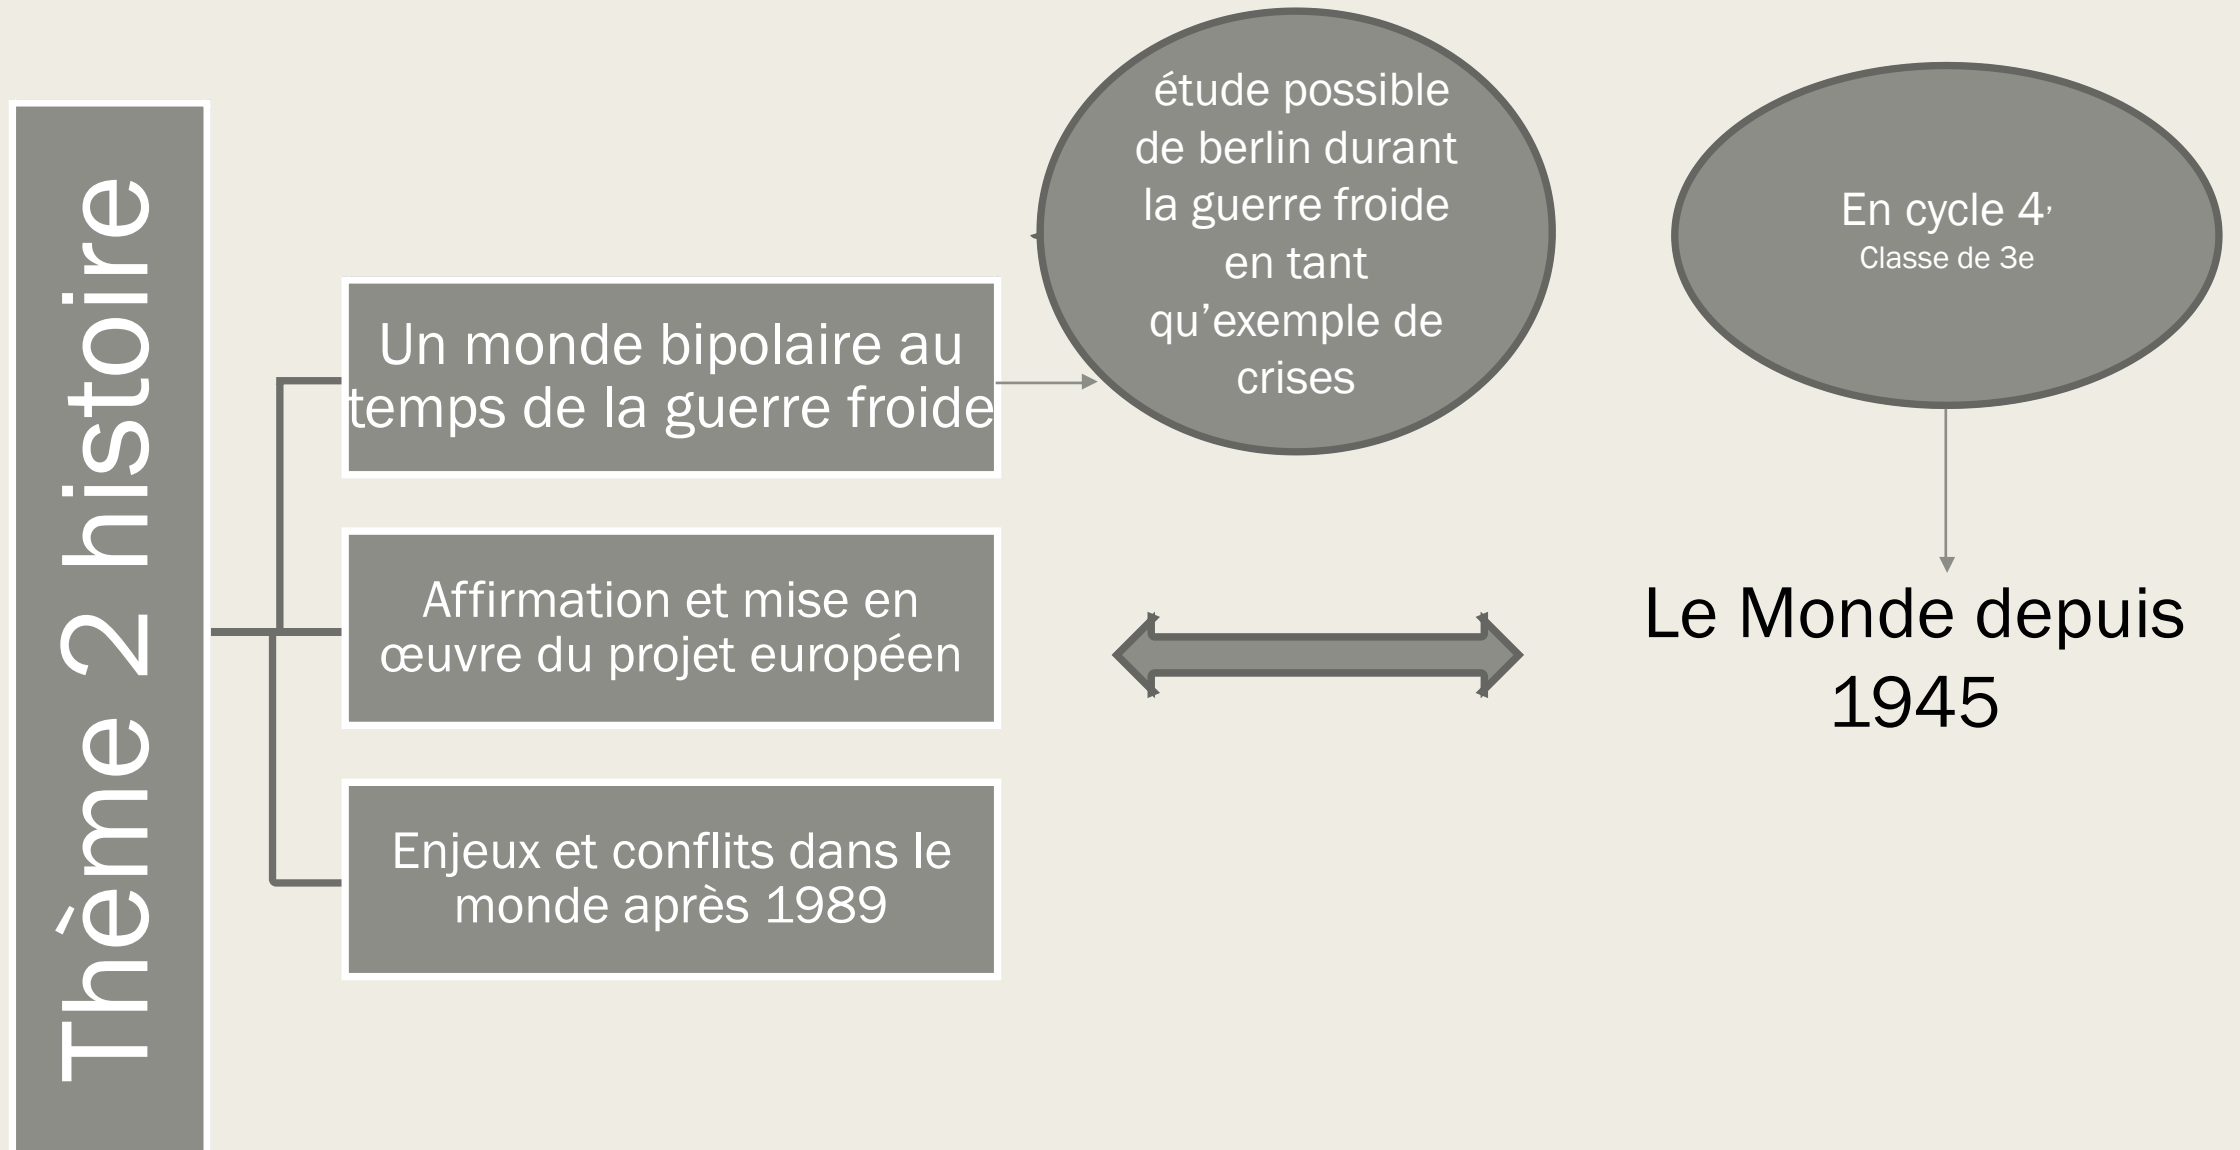 Thème 2 histoire
Un monde bipolaire au
temps de la guerre froide
Affirmation et mise en
œuvre du projet européen
Enjeux et conflits dans le
monde après 1989
étude possible
de berlin durant
la guerre froide
en tant
qu’exemple de
crises
En cycle 4,
Classe de 3e
Le Monde depuis
1945